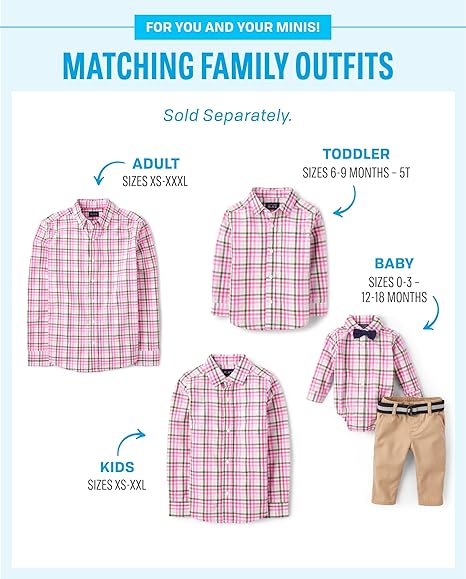 FOR YOU AND YOUR MINIS!
MATCHING FAMILY OUTFITS
Sold Separately.
ADULT
SIZES XS-XXXL
TODDLER
SIZES 6-9 MONTHS – 5T
BABY
SIZES 0-3 –
12-18 MONTHS
KIDS
SIZES XS-XXL